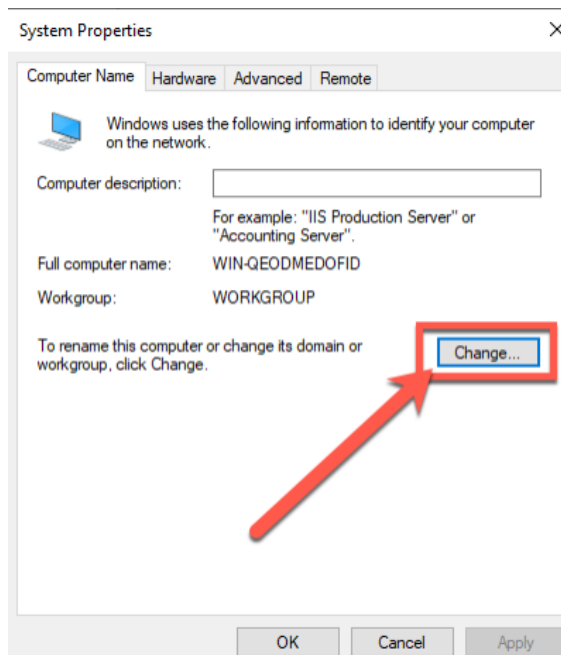 System Properties
Computer Name Hardware Advanced Remote
Windows uses the following information to identify your computer
on the network.
Computer description:
For example: "IIS Production Server" or
"Accounting Server".
Full computer name: WIN-QEODMEDOFID
Workgroup: WORKGROUP
To rename this computer or change its domain or
workgroup, click Change.
Change...
OK Cancel Apply